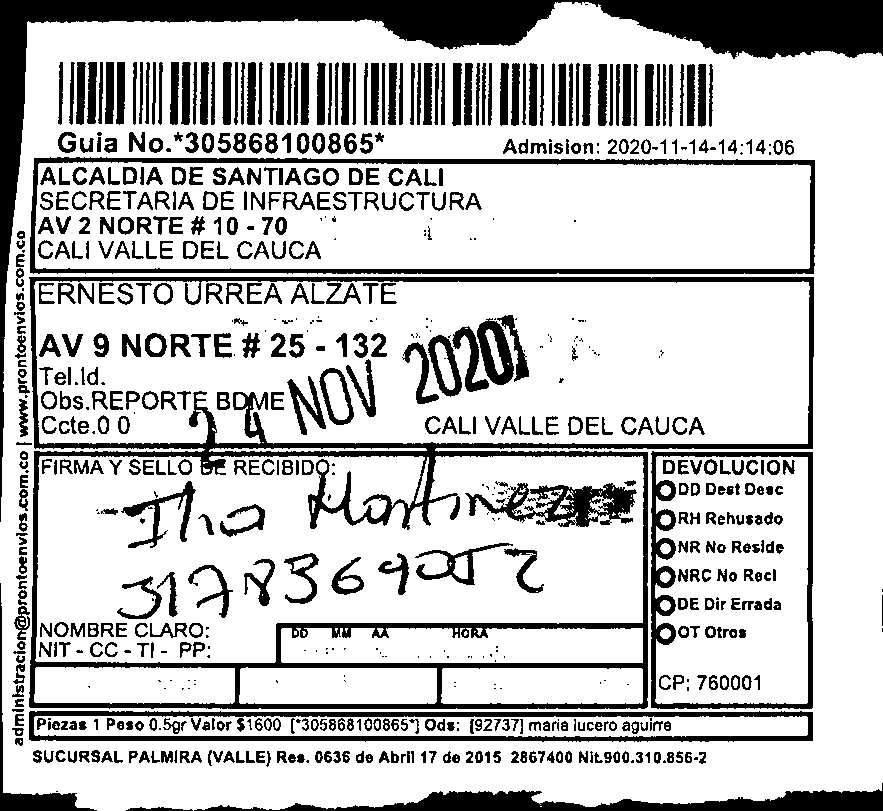 Guia No.*305868100865*
Admision: 2020-11-14-14:14:06
ALCALDIA DE SANTIAGO DE CALI
SECRETARIA DE INFRAESTRUCTURA
AV 2 NORTE # 10 - 70
CALI VALLE DEL CAUCA
ERNESTO URREA ALZATE
AV 9 NORTE # 25 - 132
Tel.Id.
Obs.REPORTE BDME
Ccte.0 0
24 NOV 2020
CALI VALLE DEL CAUCA
FIRMA Y SELLO DE RECIBIDO:
Martinez
3178369052
NOMBRE CLARO:
NIT - CC - TI - PP:
DD MM AA HORA
DEVOLUCION
DD Dest Desc
RH Rehusado
NR No Reside
NRC No Recl
DE Dir Errada
OT Otros
CP: 760001
Piezas 1 Peso 0.5gr Valor $1600 [*305868100865*] Ods: [92737] maria lucero aguirre
SUCURSAL PALMIRA (VALLE) Res. 0636 de Abril 17 de 2015 2867400 Nit.900.310.856-2
administracion@prontoenvios.com.co | www.prontoenvios.com.co